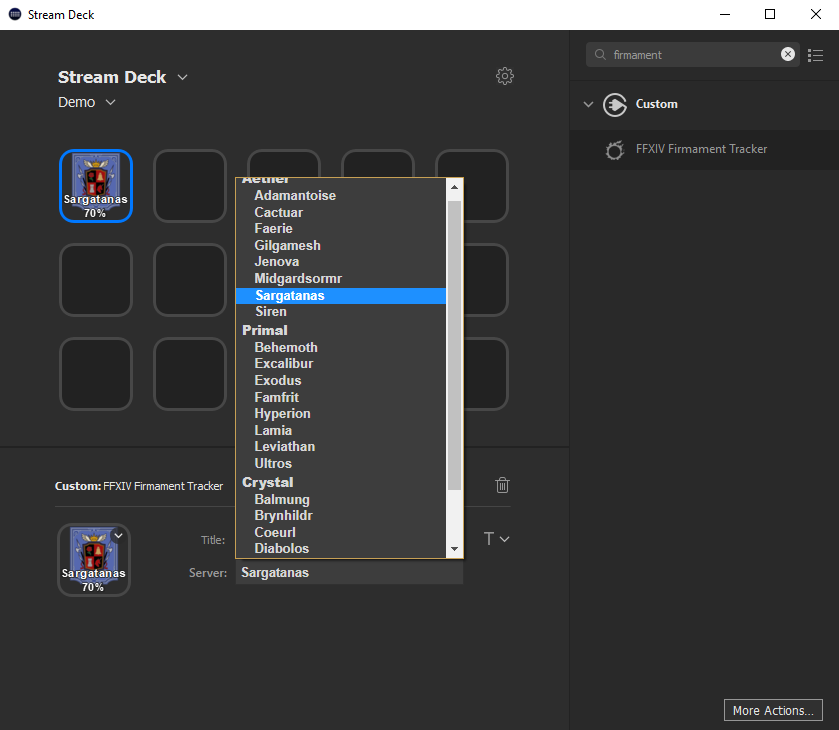 Stream Deck
Stream Deck
Demo
Sargatanas
70%
Aether
Adamantoise
Cactuar
Faerie
Gilgamesh
Jenova
Midgardsormr
Sargatanas
Siren
Primal
Behemoth
Excalibur
Exodus
Famfrit
Hyperion
Lamia
Leviathan
Ultros
Crystal
Balmung
Brynhildr
Coeurl
Diabolos
Custom: FFXIV Firmament Tracker
Sargatanas
70%
Title:
T
Server: Sargatanas
firmament
Custom
FFXIV Firmament Tracker
More Actions...